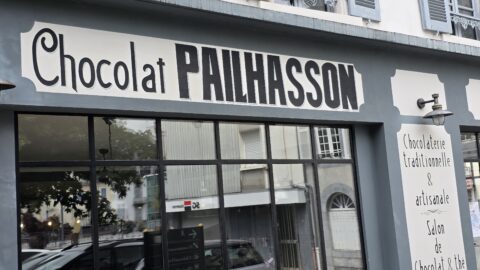 Chocolat PAILHASSON
Chocolaterie
traditionnelle
&
artisanale
Salon
de
Chocolat & thé